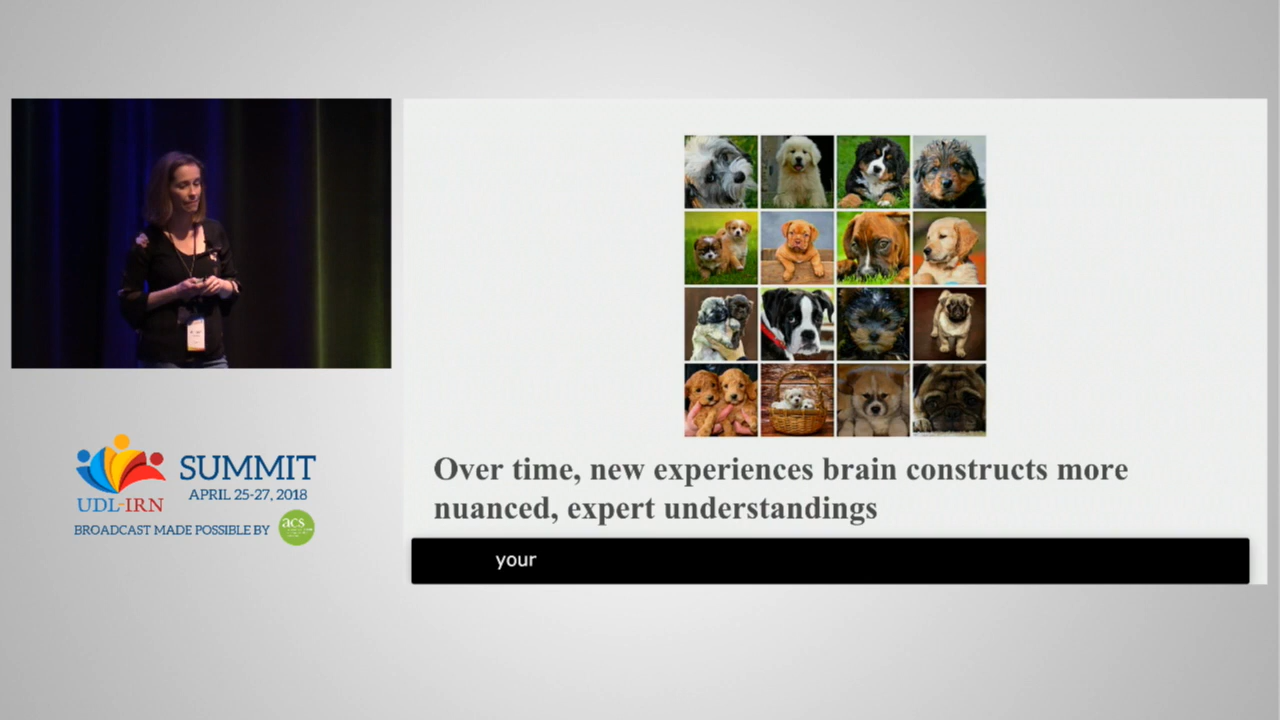 SUMMIT
APRIL 25-27, 2018
UDL-IRN
BROADCAST MADE POSSIBLE BY
acs
Over time, new experiences brain constructs more
nuanced, expert understandings
your